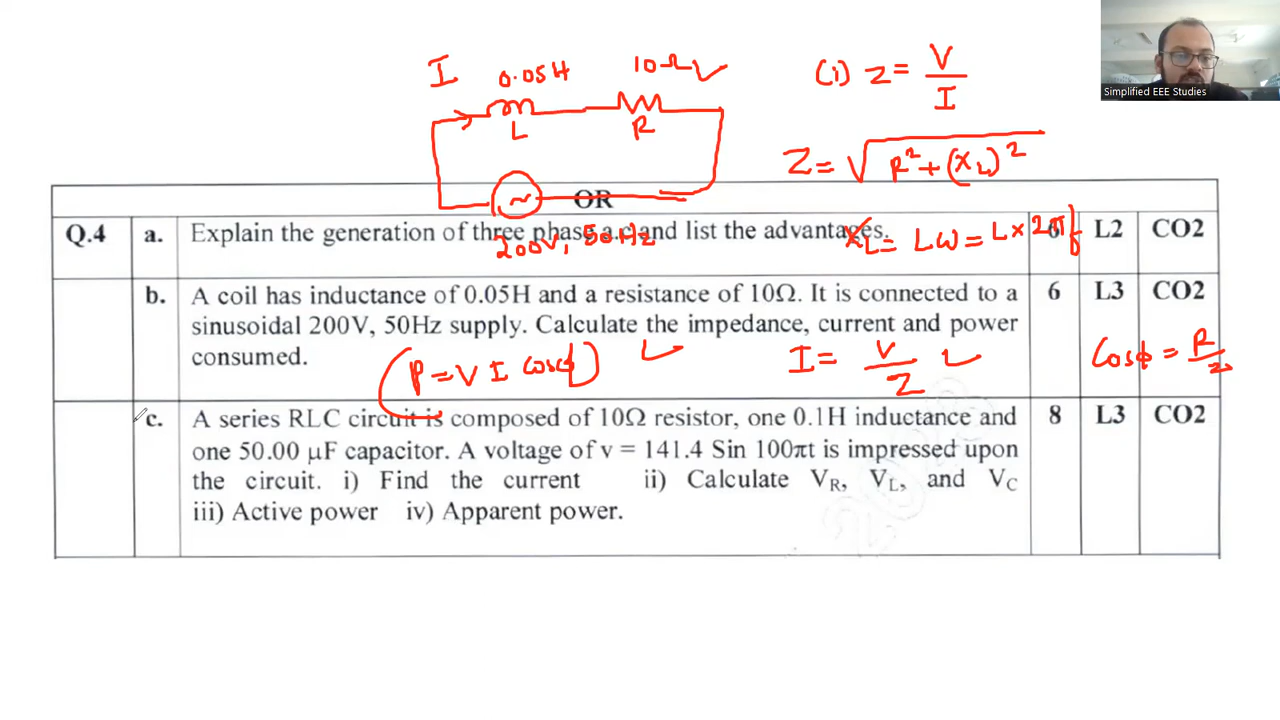 I 0.05H 10Ω
L R
(i) Z = V/I
Z = √R² + (X_L)²
Simplified EEE Studies
OR
Q.4 a. Explain the generation of three phase a.c and list the advantages. 6 L2 CO2
200V, 50Hz
X_L = Lω = L×2πf
b. A coil has inductance of 0.05H and a resistance of 10Ω. It is connected to a 6 L3 CO2
sinusoidal 200V, 50Hz supply. Calculate the impedance, current and power
consumed.
(P = V I cosφ) I = V/Z Cosφ = R/Z
c. A series RLC circuit is composed of 10Ω resistor, one 0.1H inductance and 8 L3 CO2
one 50.00 μF capacitor. A voltage of v = 141.4 Sin 100πt is impressed upon
the circuit. i) Find the current ii) Calculate V_R, V_L, and V_C
iii) Active power iv) Apparent power.